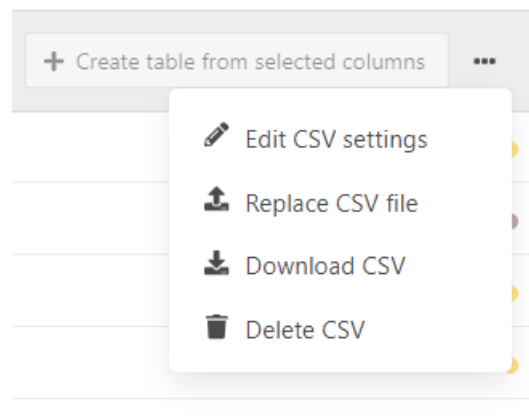 + Create table from selected columns
Edit CSV settings
Replace CSV file
Download CSV
Delete CSV